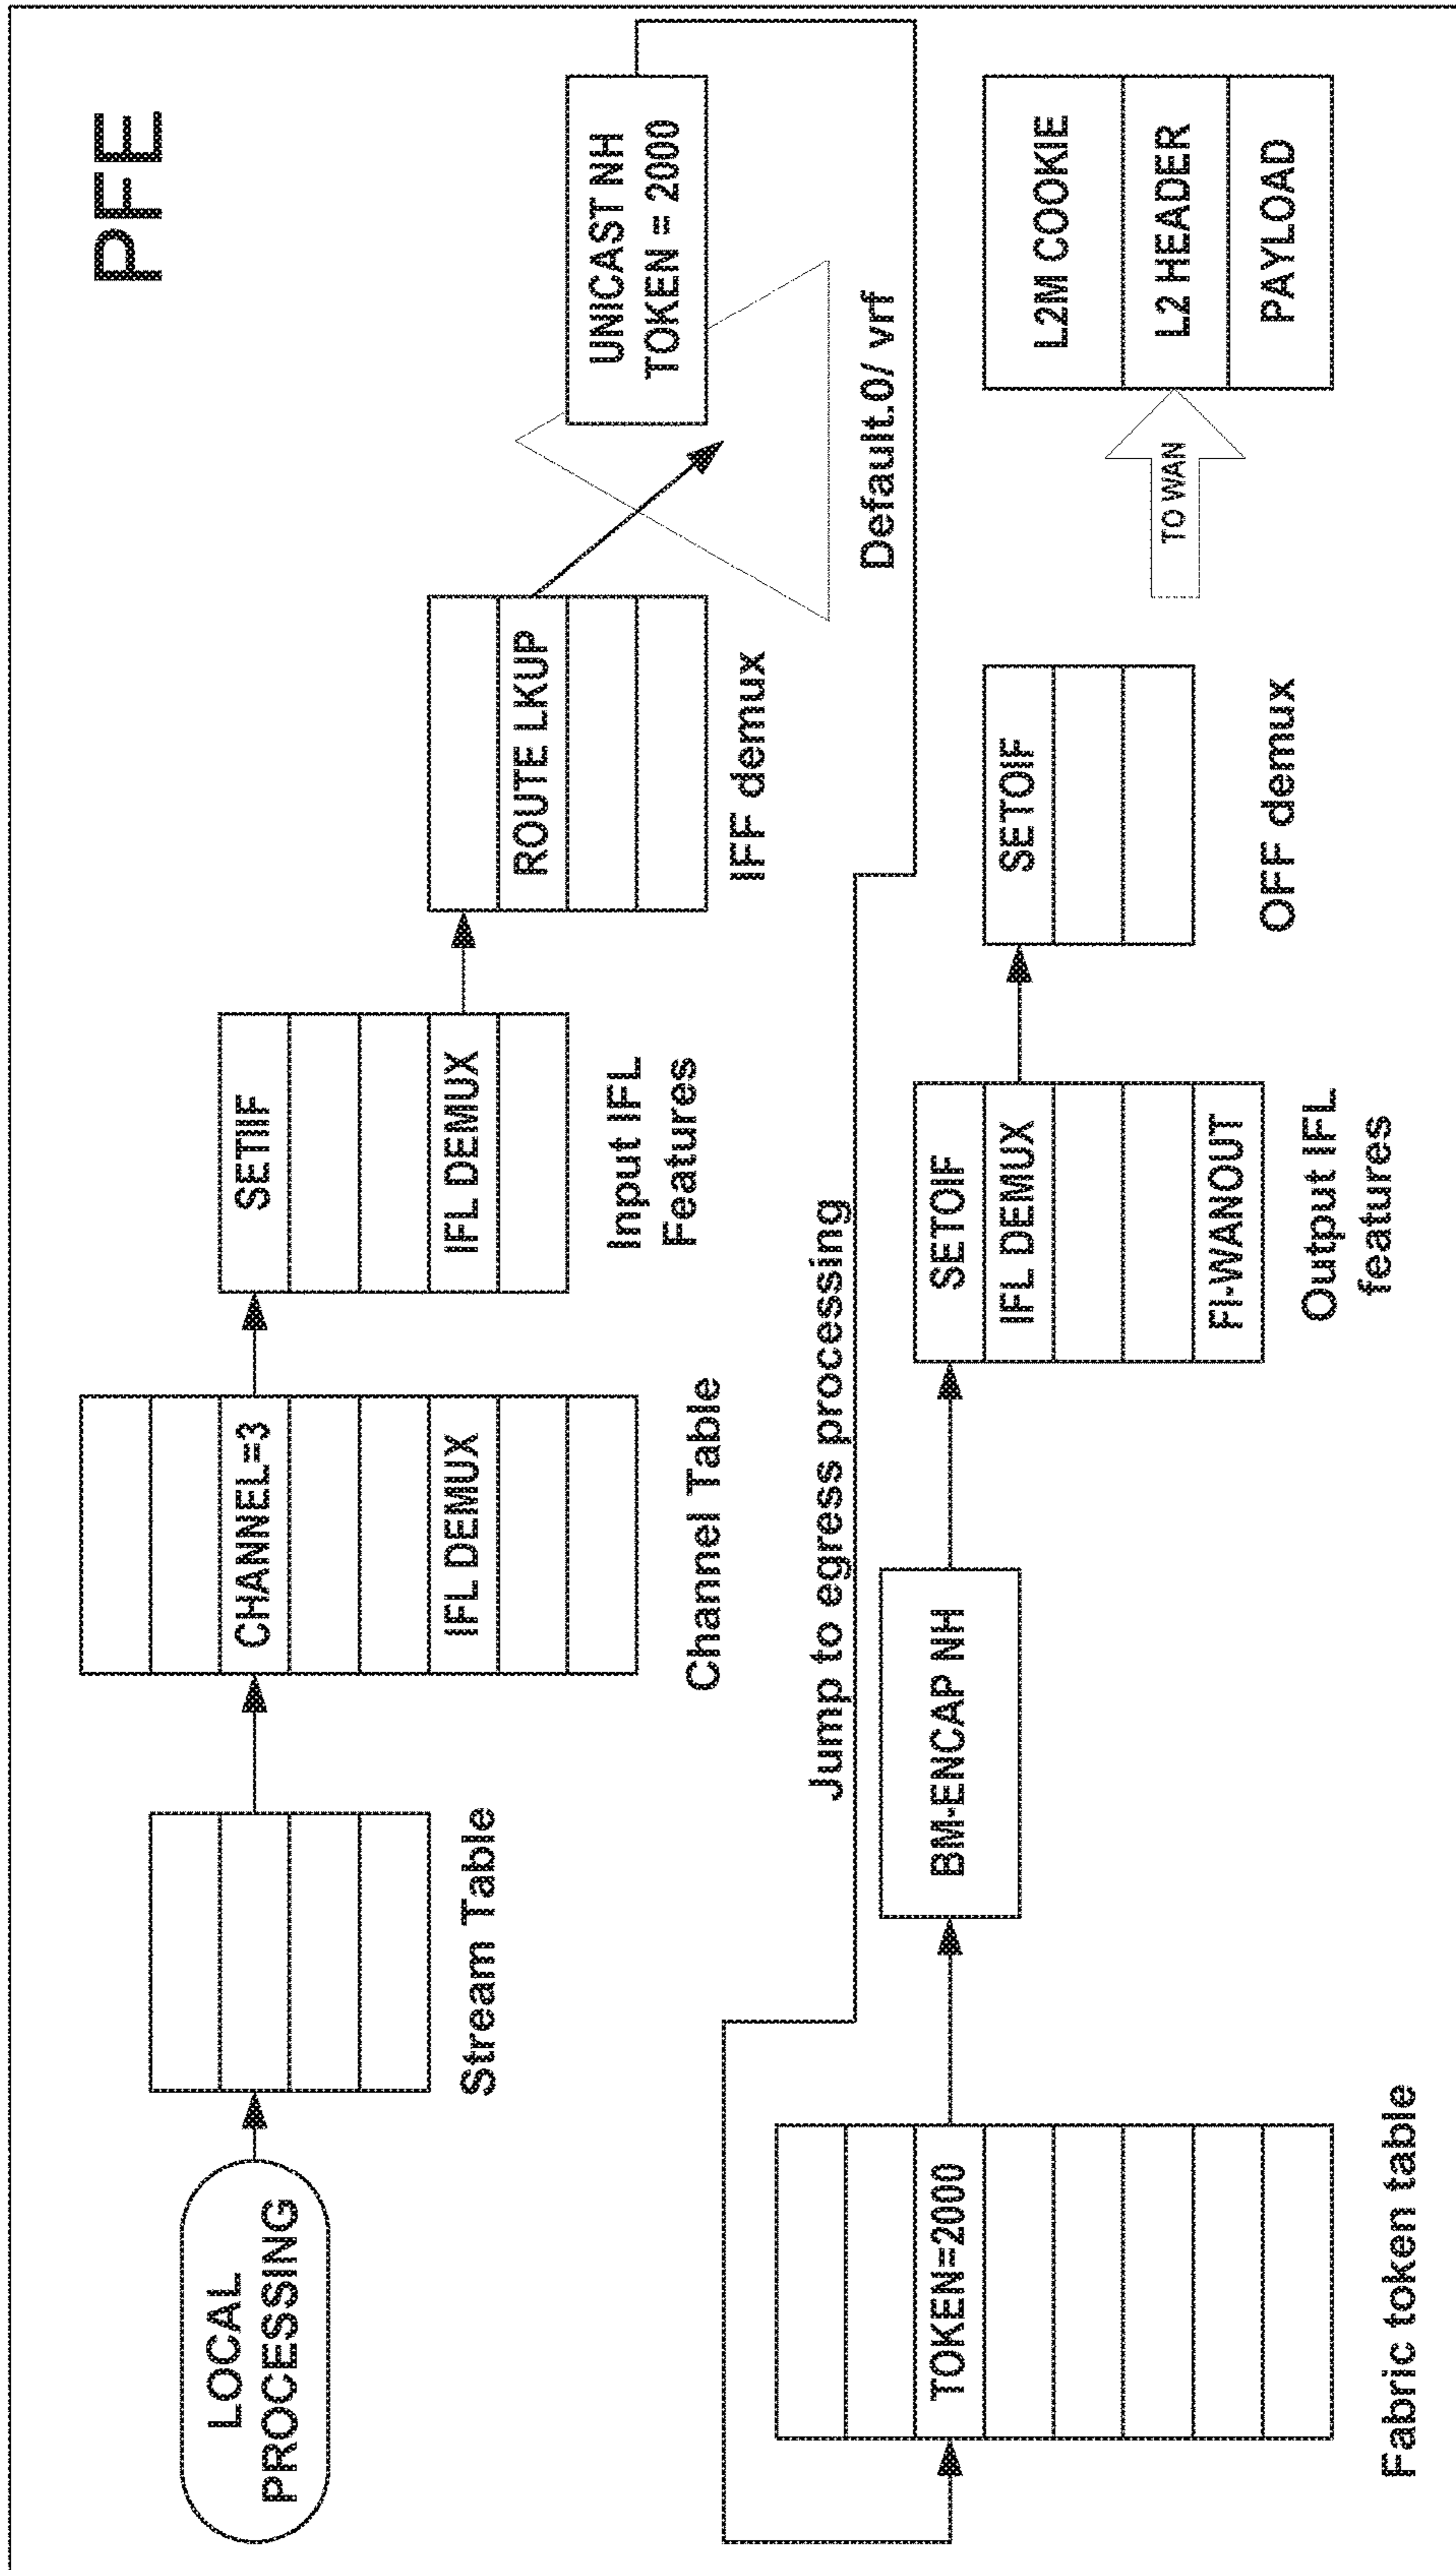 PFE
LOCAL
PROCESSING
Stream Table
CHANNEL=3
IFL DEMUX
Channel Table
SETIIF
IFL DEMUX
Input IFL
Features
ROUTE LKUP
IFF demux
UNICAST NH
TOKEN = 2000
Default.0/ vrf
Jump to egress processing
TOKEN=2000
Fabric token table
BM-ENCAP NH
SETOIF
IFL DEMUX
FI-WANOUT
Output IFL
features
SETOIF
OFF demux
TO WAN
L2M COOKIE
L2 HEADER
PAYLOAD